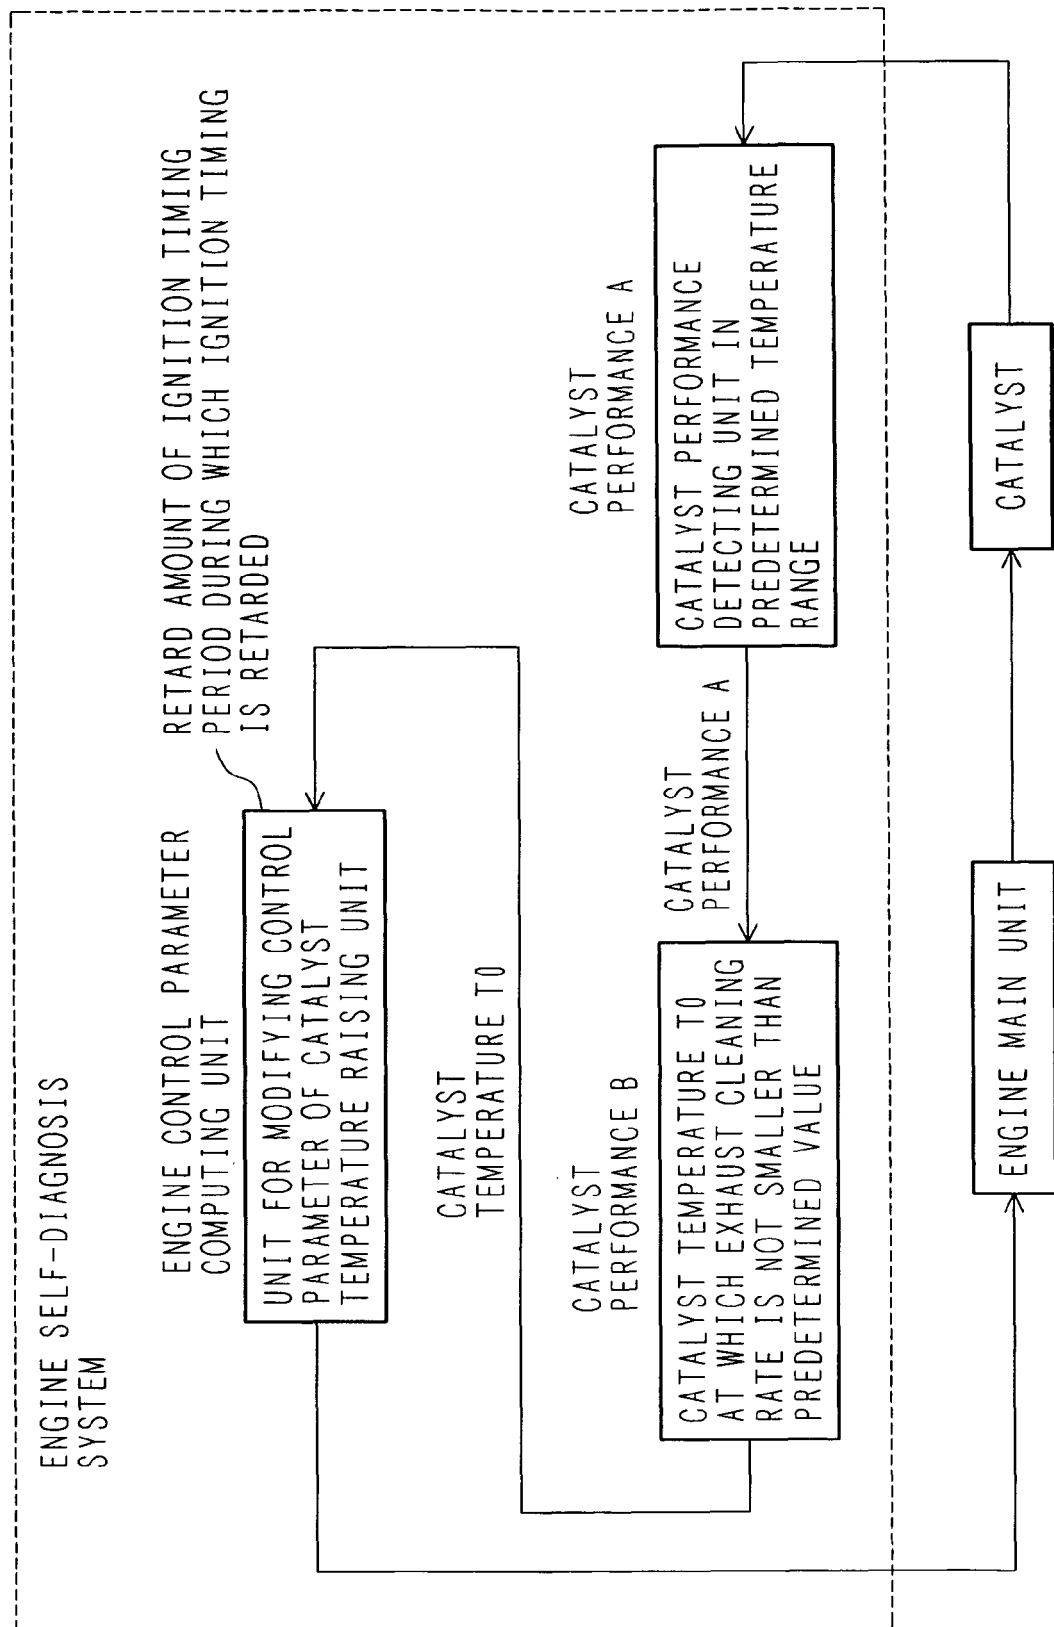 ENGINE SELF-DIAGNOSIS
SYSTEM
ENGINE CONTROL PARAMETER
COMPUTING UNIT
RETARD AMOUNT OF IGNITION TIMING
PERIOD DURING WHICH IGNITION TIMING
IS RETARDED
UNIT FOR MODIFYING CONTROL
PARAMETER OF CATALYST
TEMPERATURE RAISING UNIT
CATALYST
TEMPERATURE TO
CATALYST
PERFORMANCE B
CATALYST TEMPERATURE TO
AT WHICH EXHAUST CLEANING
RATE IS NOT SMALLER THAN
PREDETERMINED VALUE
CATALYST
PERFORMANCE A
CATALYST
PERFORMANCE A
CATALYST PERFORMANCE
DETECTING UNIT IN
PREDETERMINED TEMPERATURE
RANGE
ENGINE MAIN UNIT
CATALYST